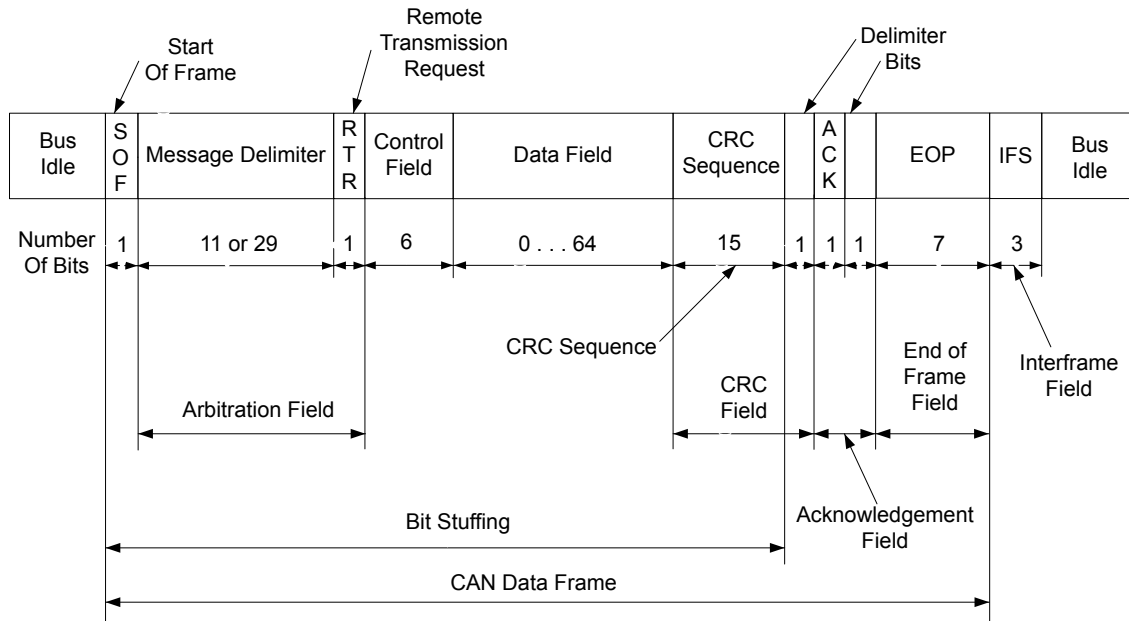 Start
Of Frame
Remote
Transmission
Request
Delimiter
Bits
Bus
Idle
S
O
F
Message Delimiter
R
T
R
Control
Field
Data Field
CRC
Sequence
A
C
K
EOP
IFS
Bus
Idle
Number
Of Bits
1
11 or 29
1
6
0 . . . 64
15
1
1
1
7
3
CRC Sequence
End of
Frame
Field
Interframe
Field
Arbitration Field
CRC
Field
Bit Stuffing
Acknowledgement
Field
CAN Data Frame